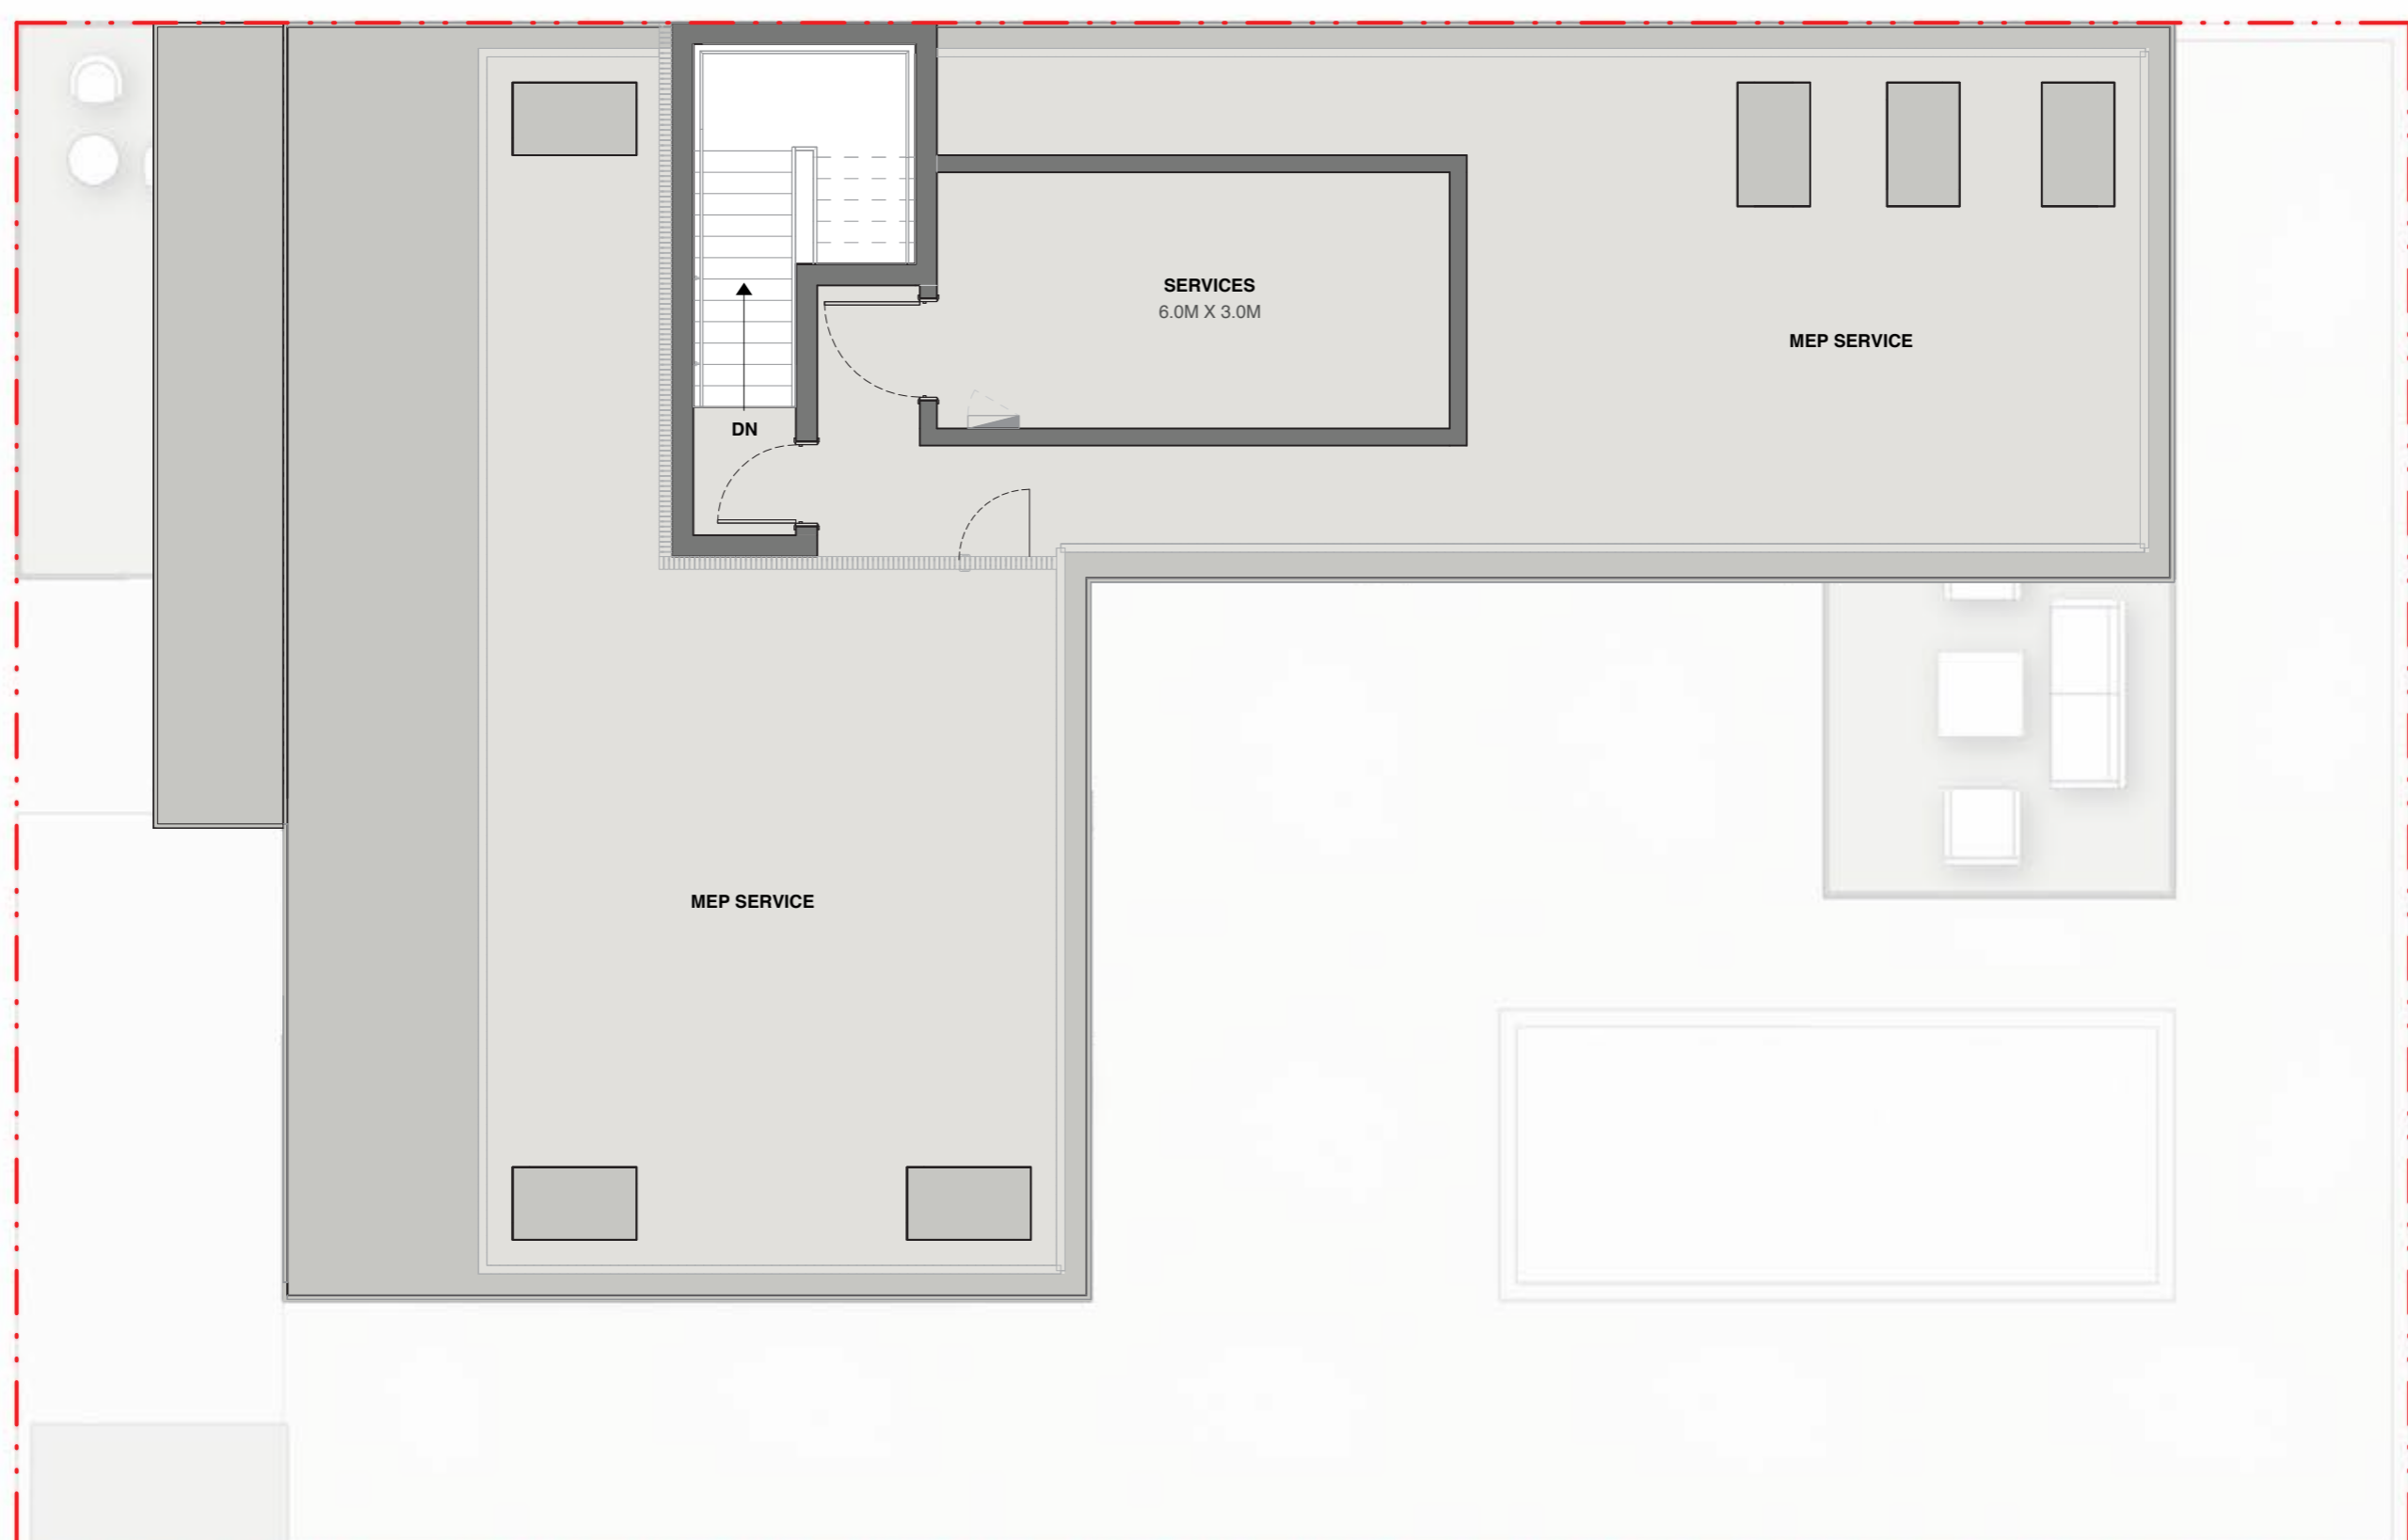 SERVICES
6.0M X 3.0M
MEP SERVICE
DN
MEP SERVICE